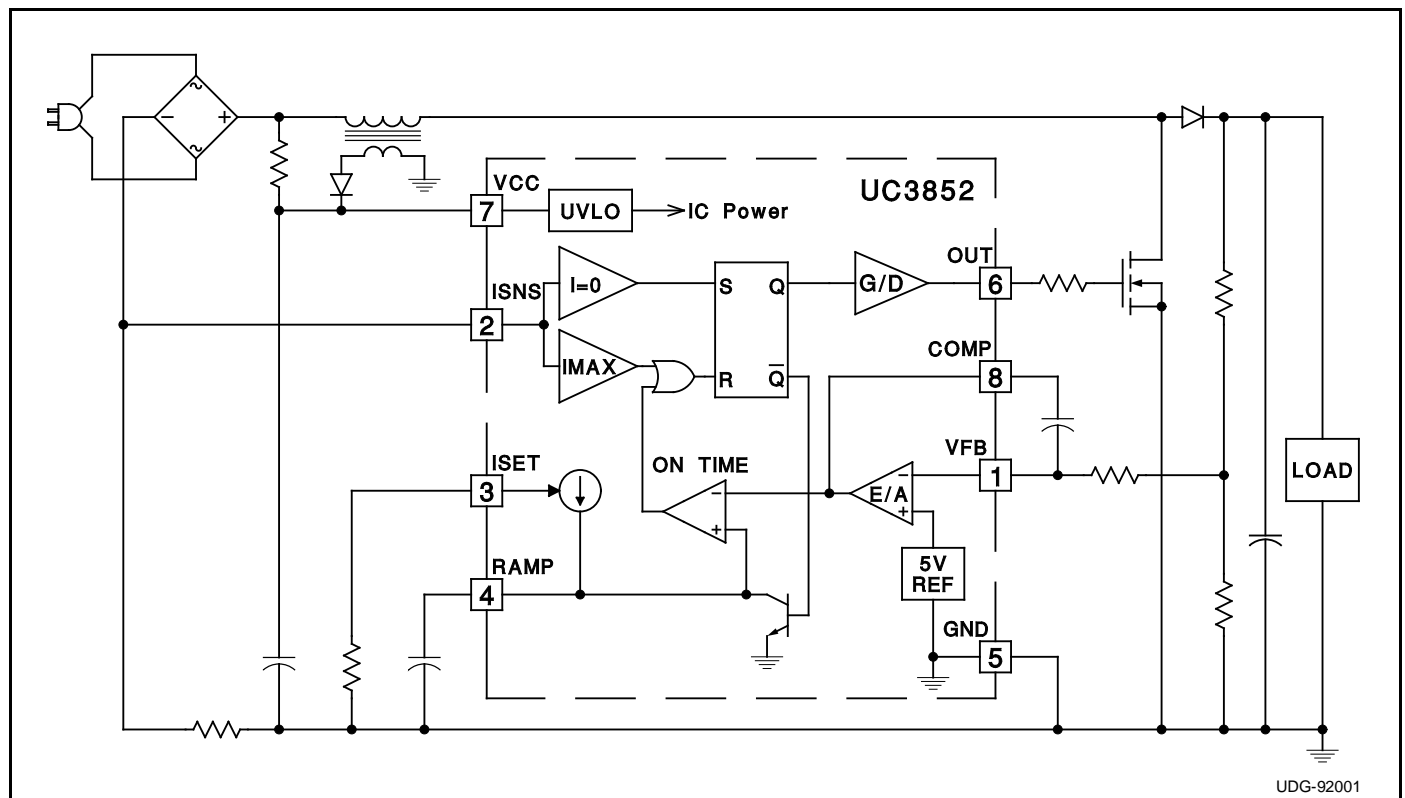 ~
−
+
~
UC3852
VCC
7
UVLO
IC Power
ISNS
2
I=0
IMAX
S
Q
R
Q̅
G/D
OUT
6
COMP
8
VFB
1
ISET
3
ON TIME
−
+
E/A
−
+
5V
REF
LOAD
RAMP
4
GND
5
UDG-92001